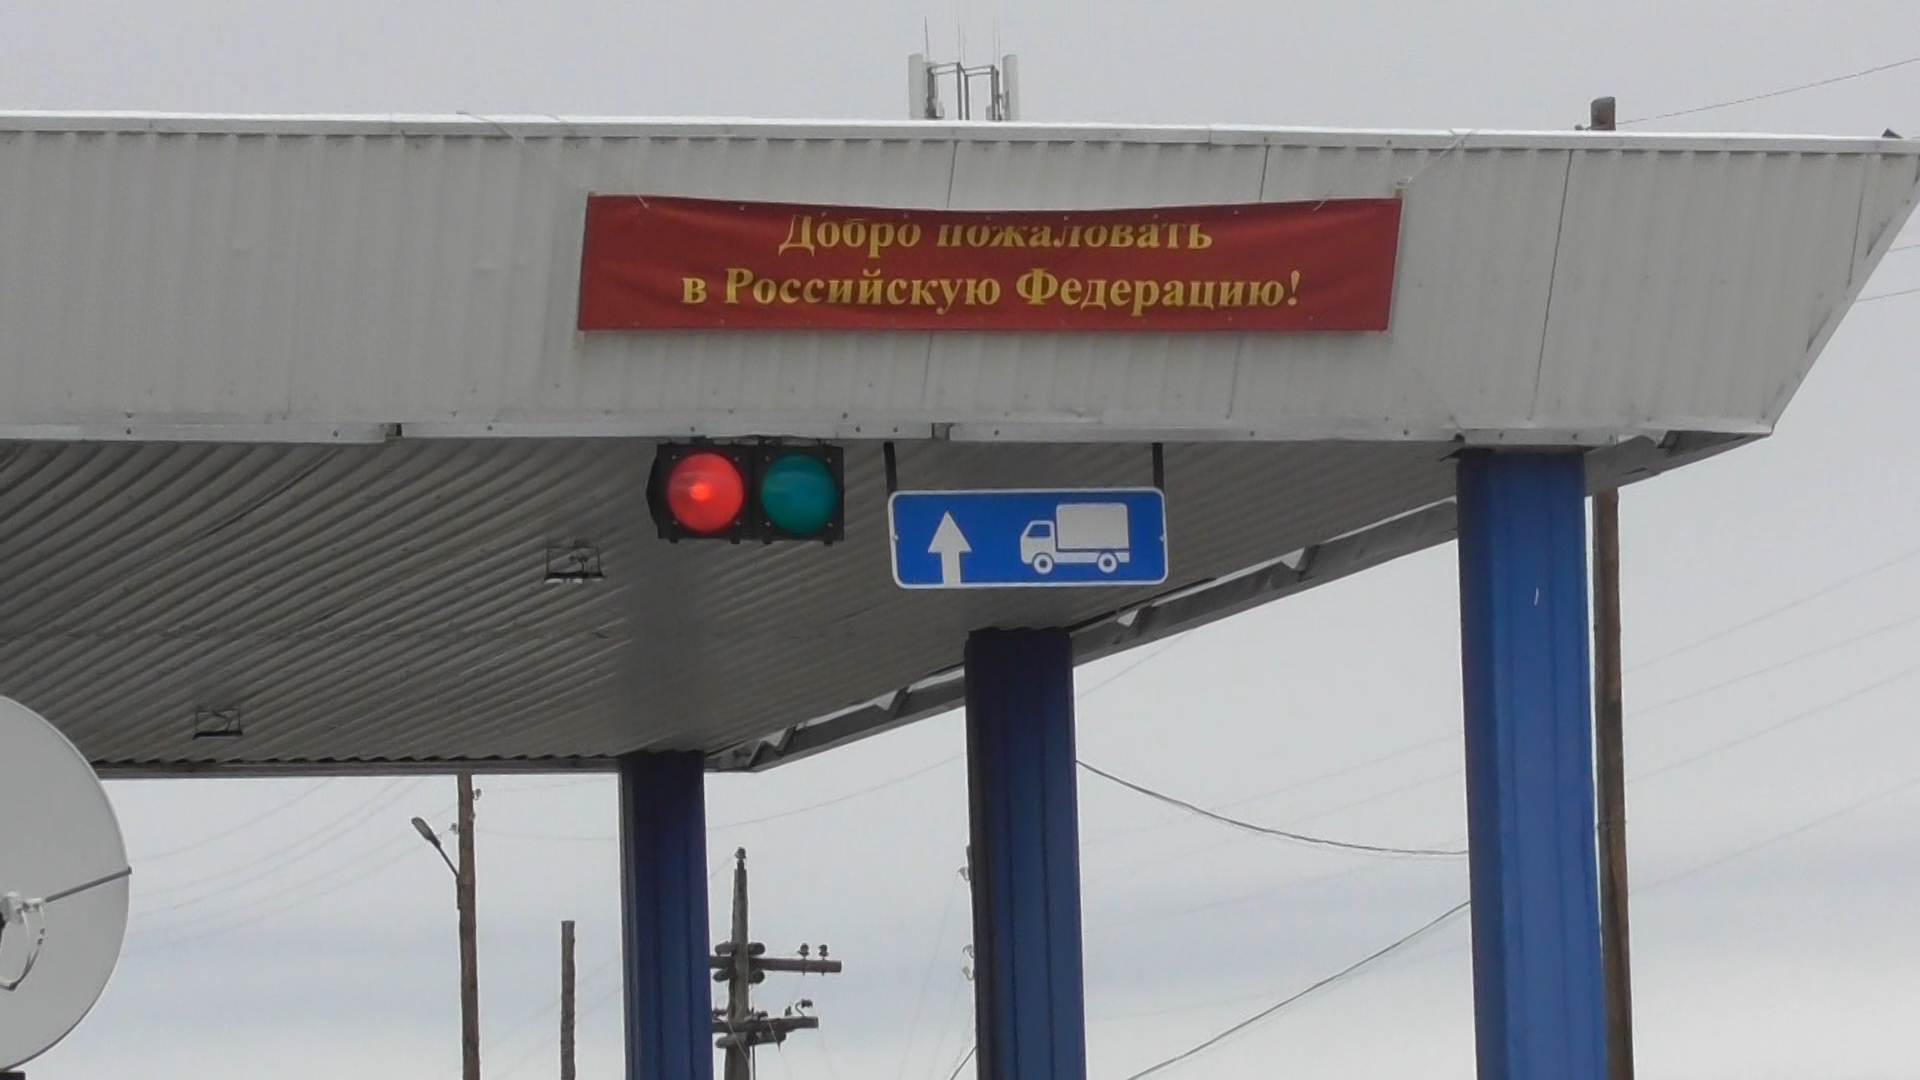 Добро пожаловать
в Российскую Федерацию!